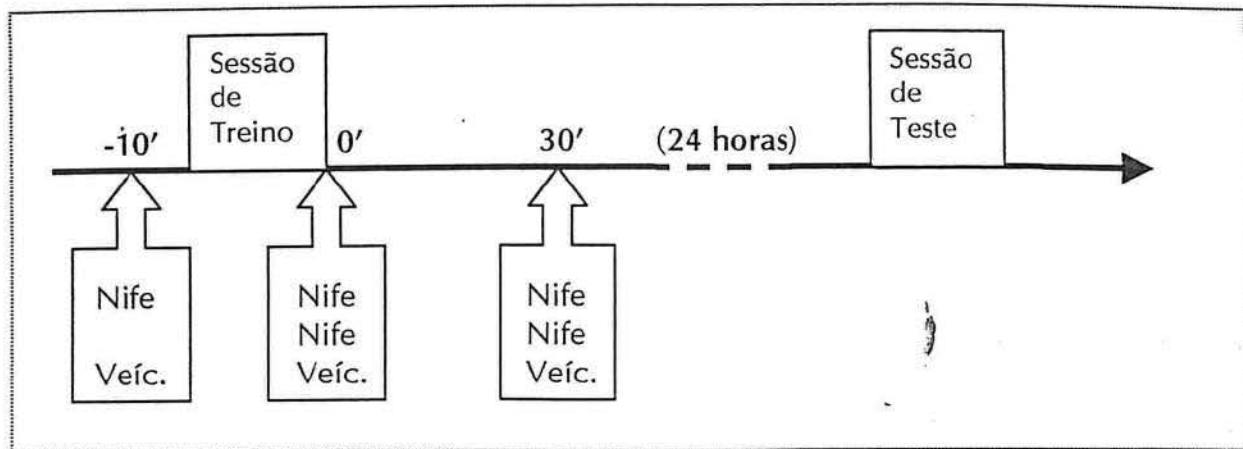 Sessão
de
Treino
Sessão
de
Teste
-10'
0'
30'
(24 horas)
Nife
Veíc.
Nife
Nife
Veíc.
Nife
Nife
Veíc.